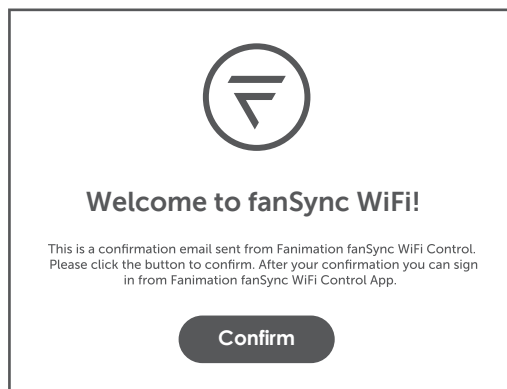 Welcome to fanSync WiFi!
This is a confirmation email sent from Fanimation fanSync WiFi Control.
Please click the button to confirm. After your confirmation you can sign
in from Fanimation fanSync WiFi Control App.
Confirm